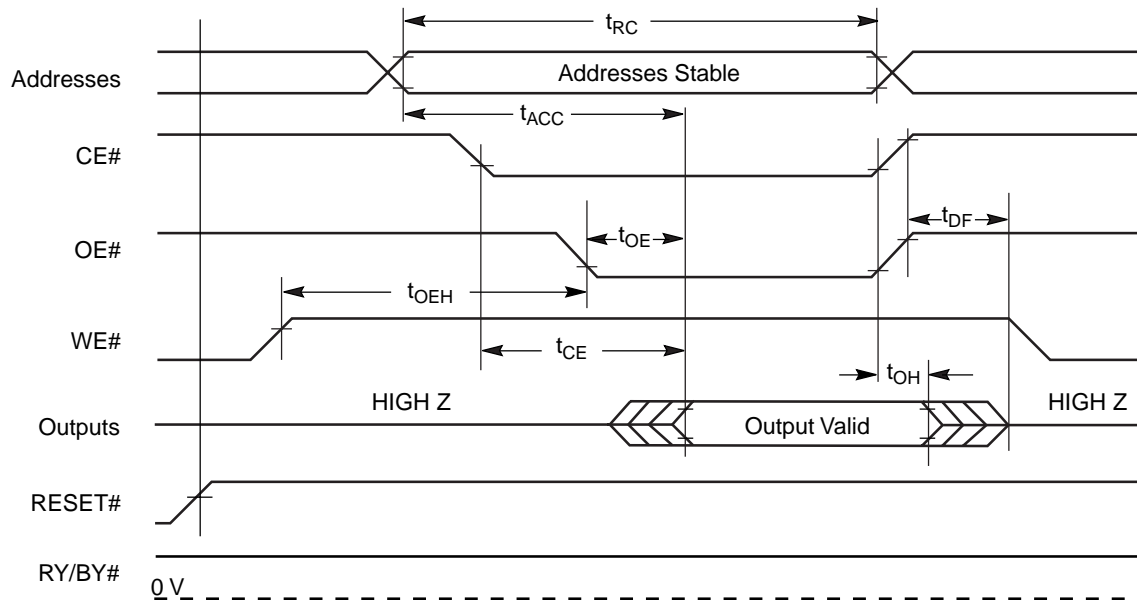 tRC
Addresses
Addresses Stable
tACC
CE#
tDF
OE#
tOE
tOEH
WE#
tCE
tOH
HIGH Z
HIGH Z
Outputs
Output Valid
RESET#
RY/BY#
0 V